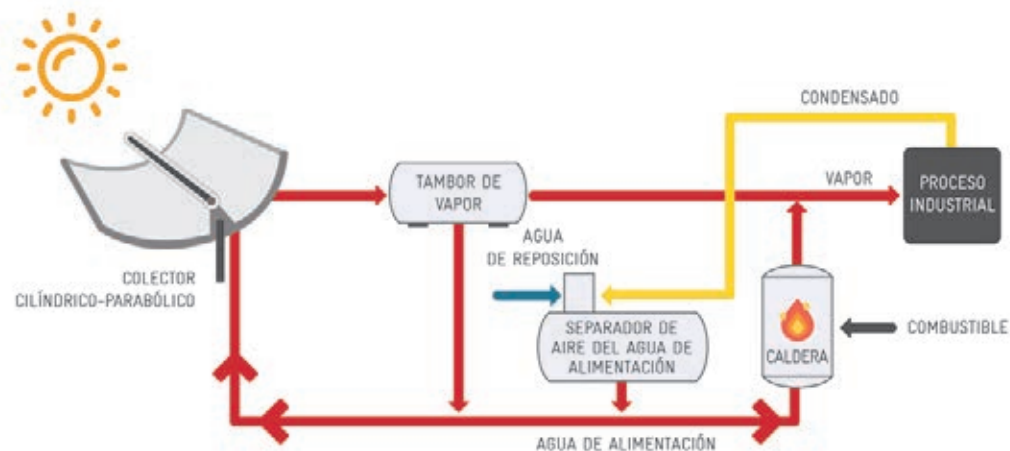 CONDENSADO
TAMBOR DE
VAPOR
VAPOR
PROCESO
INDUSTRIAL
AGUA
DE REPOSICIÓN
COLECTOR
CILÍNDRICO-PARABÓLICO
SEPARADOR DE
AIRE DEL AGUA DE
ALIMENTACIÓN
CALDERA
COMBUSTIBLE
AGUA DE ALIMENTACIÓN